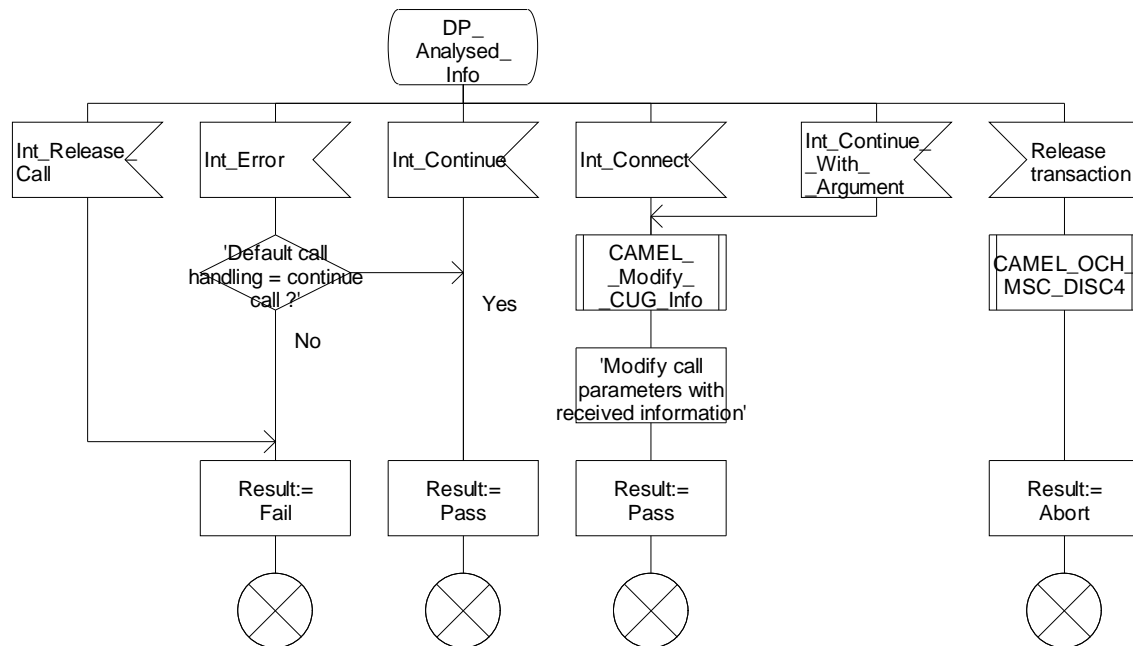 DP_
Analysed_
Info
Int_Release_
Call
Int_Error
Int_Continue
Int_Connect
Int_Continue_
_With_
_Argument
Release
transaction
'Default call
handling = continue
call ?'
Yes
No
CAMEL_
_Modify_
_CUG_Info
CAMEL_OCH_
MSC_DISC4
'Modify call
parameters with
received information'
Result:=
Fail
Result:=
Pass
Result:=
Pass
Result:=
Abort